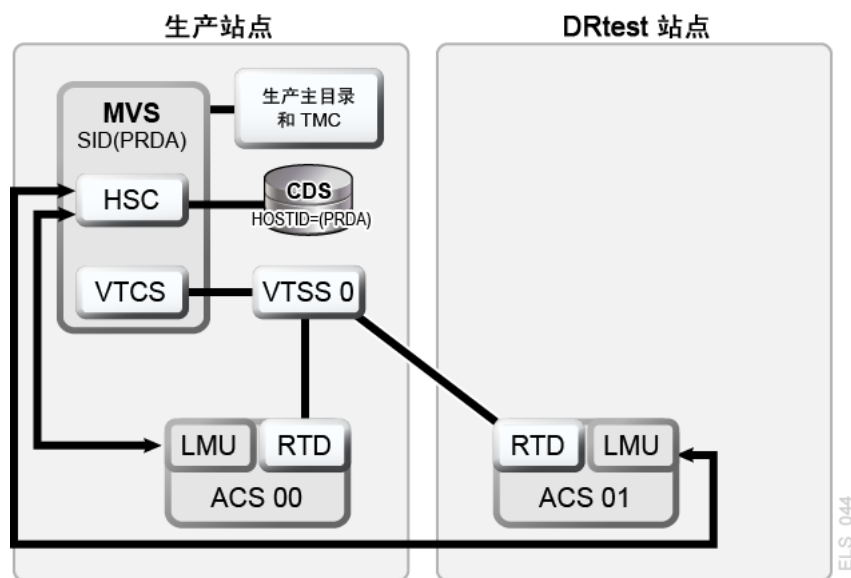 生产站点
DRtest 站点
MVS
SID(PRDA)
生产主目录
和 TMC
HSC
CDS
HOSTID=(PRDA)
VTCS
VTSS 0
LMU
RTD
ACS 00
RTD
LMU
ACS 01
ELS_044